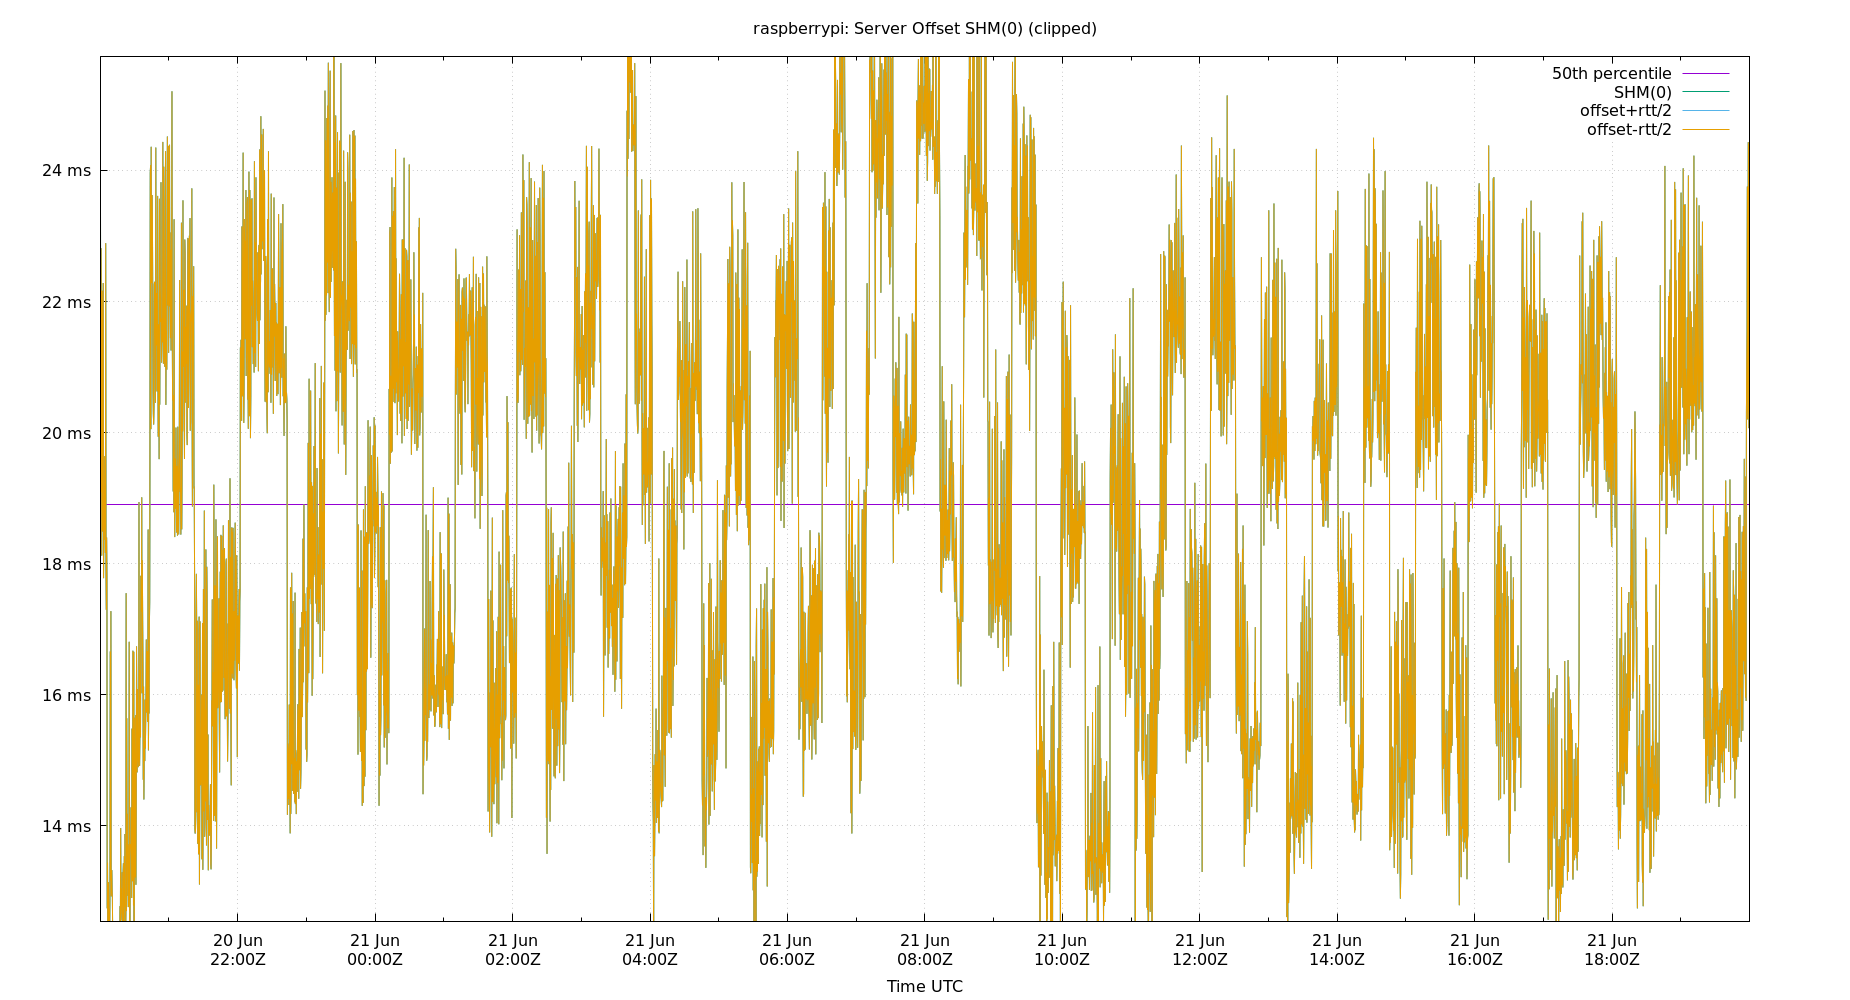 raspberrypi: Server Offset SHM(0) (clipped)
50th percentile
SHM(0)
offset+rtt/2
offset-rtt/2
24 ms
22 ms
20 ms
18 ms
16 ms
14 ms
20 Jun 21 Jun 21 Jun 21 Jun 21 Jun 21 Jun 21 Jun 21 Jun 21 Jun 21 Jun 21 Jun
22:00Z 00:00Z 02:00Z 04:00Z 06:00Z 08:00Z 10:00Z 12:00Z 14:00Z 16:00Z 18:00Z
Time UTC